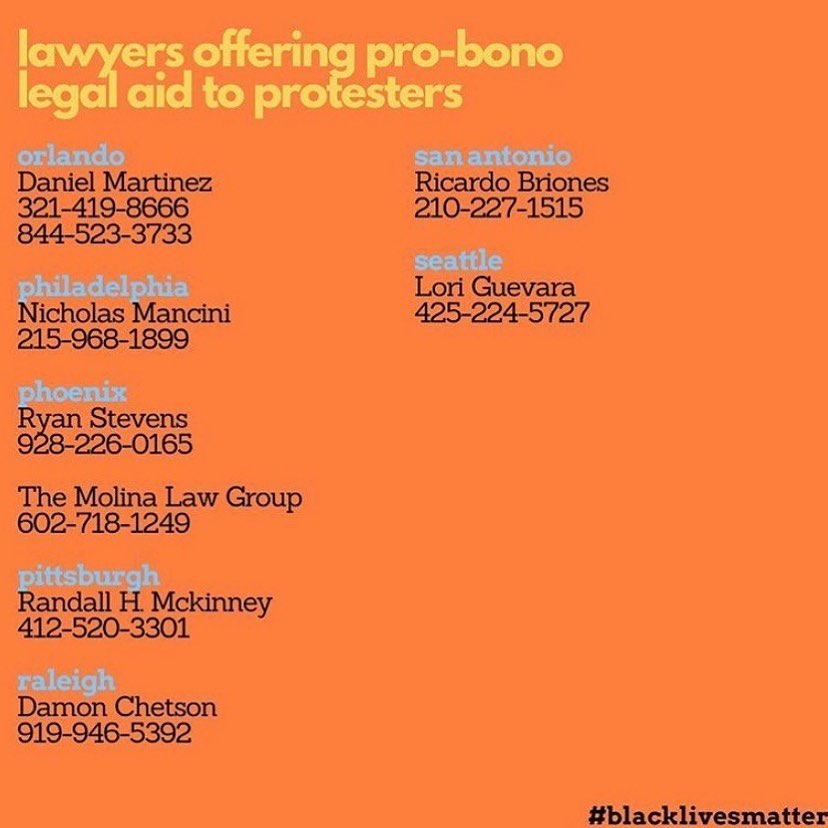 lawyers offering pro-bono
legal aid to protesters
orlando
Daniel Martinez
321-419-8666
844-523-3733
philadelphia
Nicholas Mancini
215-968-1899
phoenix
Ryan Stevens
928-226-0165
The Molina Law Group
602-718-1249
pittsburgh
Randall H. Mckinney
412-520-3301
raleigh
Damon Chetson
919-946-5392
san antonio
Ricardo Briones
210-227-1515
seattle
Lori Guevara
425-224-5727
#blacklivesmatter